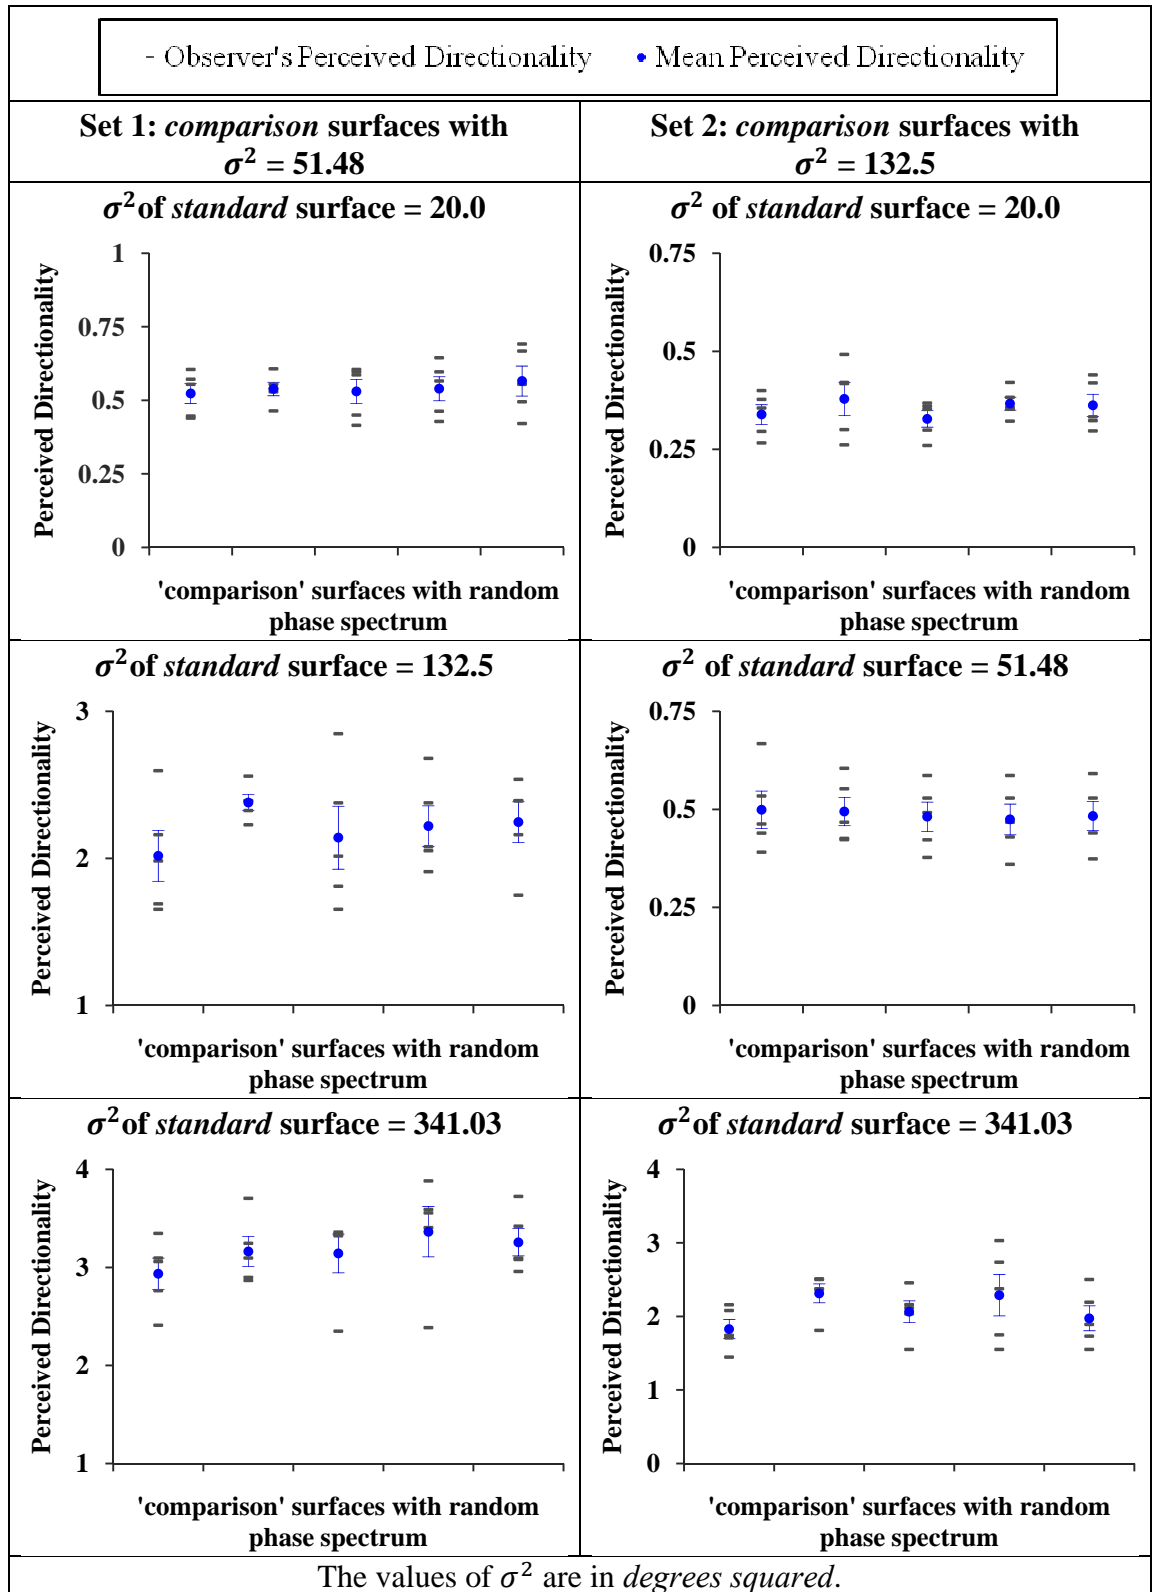 - Observer's Perceived Directionality • Mean Perceived Directionality
Set 1: comparison surfaces with
σ² = 51.48
Set 2: comparison surfaces with
σ² = 132.5
σ² of standard surface = 20.0
Perceived Directionality
1
0.75
0.5
0.25
0
'comparison' surfaces with random
phase spectrum
σ² of standard surface = 20.0
Perceived Directionality
0.75
0.5
0.25
0
'comparison' surfaces with random
phase spectrum
σ² of standard surface = 132.5
Perceived Directionality
3
2
1
'comparison' surfaces with random
phase spectrum
σ² of standard surface = 51.48
Perceived Directionality
0.75
0.5
0.25
0
'comparison' surfaces with random
phase spectrum
σ² of standard surface = 341.03
Perceived Directionality
4
3
2
1
'comparison' surfaces with random
phase spectrum
σ² of standard surface = 341.03
Perceived Directionality
4
3
2
1
0
'comparison' surfaces with random
phase spectrum
The values of σ² are in degrees squared.